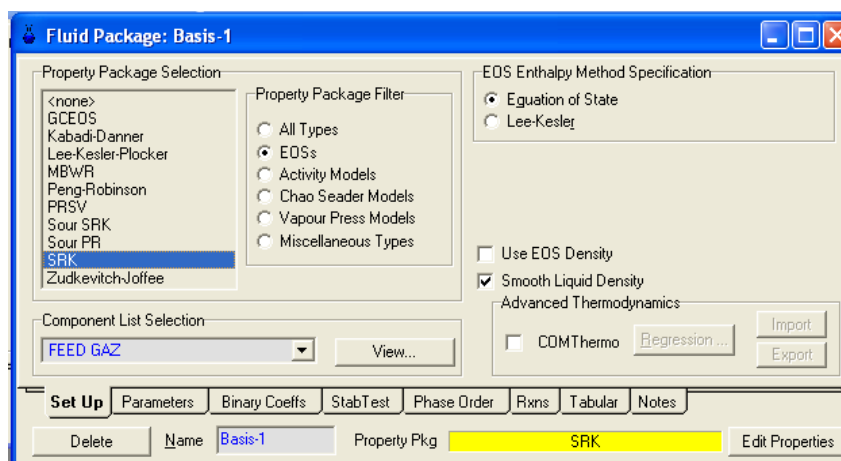 Fluid Package: Basis-1
Property Package Selection
<none>
GCEOS
Kabadi-Danner
Lee-Kesler-Plocker
MBWR
Peng-Robinson
PRSV
Sour SRK
Sour PR
SRK
Zudkevitch-Joffee
Property Package Filter
All Types
EOSs
Activity Models
Chao Seader Models
Vapour Press Models
Miscellaneous Types
EOS Enthalpy Method Specification
Equation of State
Lee-Kesler
Use EOS Density
Smooth Liquid Density
Advanced Thermodynamics
COMThermo
Regression ...
Import
Export
Component List Selection
FEED GAZ
View...
Set Up Parameters Binary Coeffs StabTest Phase Order Rxns Tabular Notes
Delete Name Basis-1 Property Pkg SRK Edit Properties